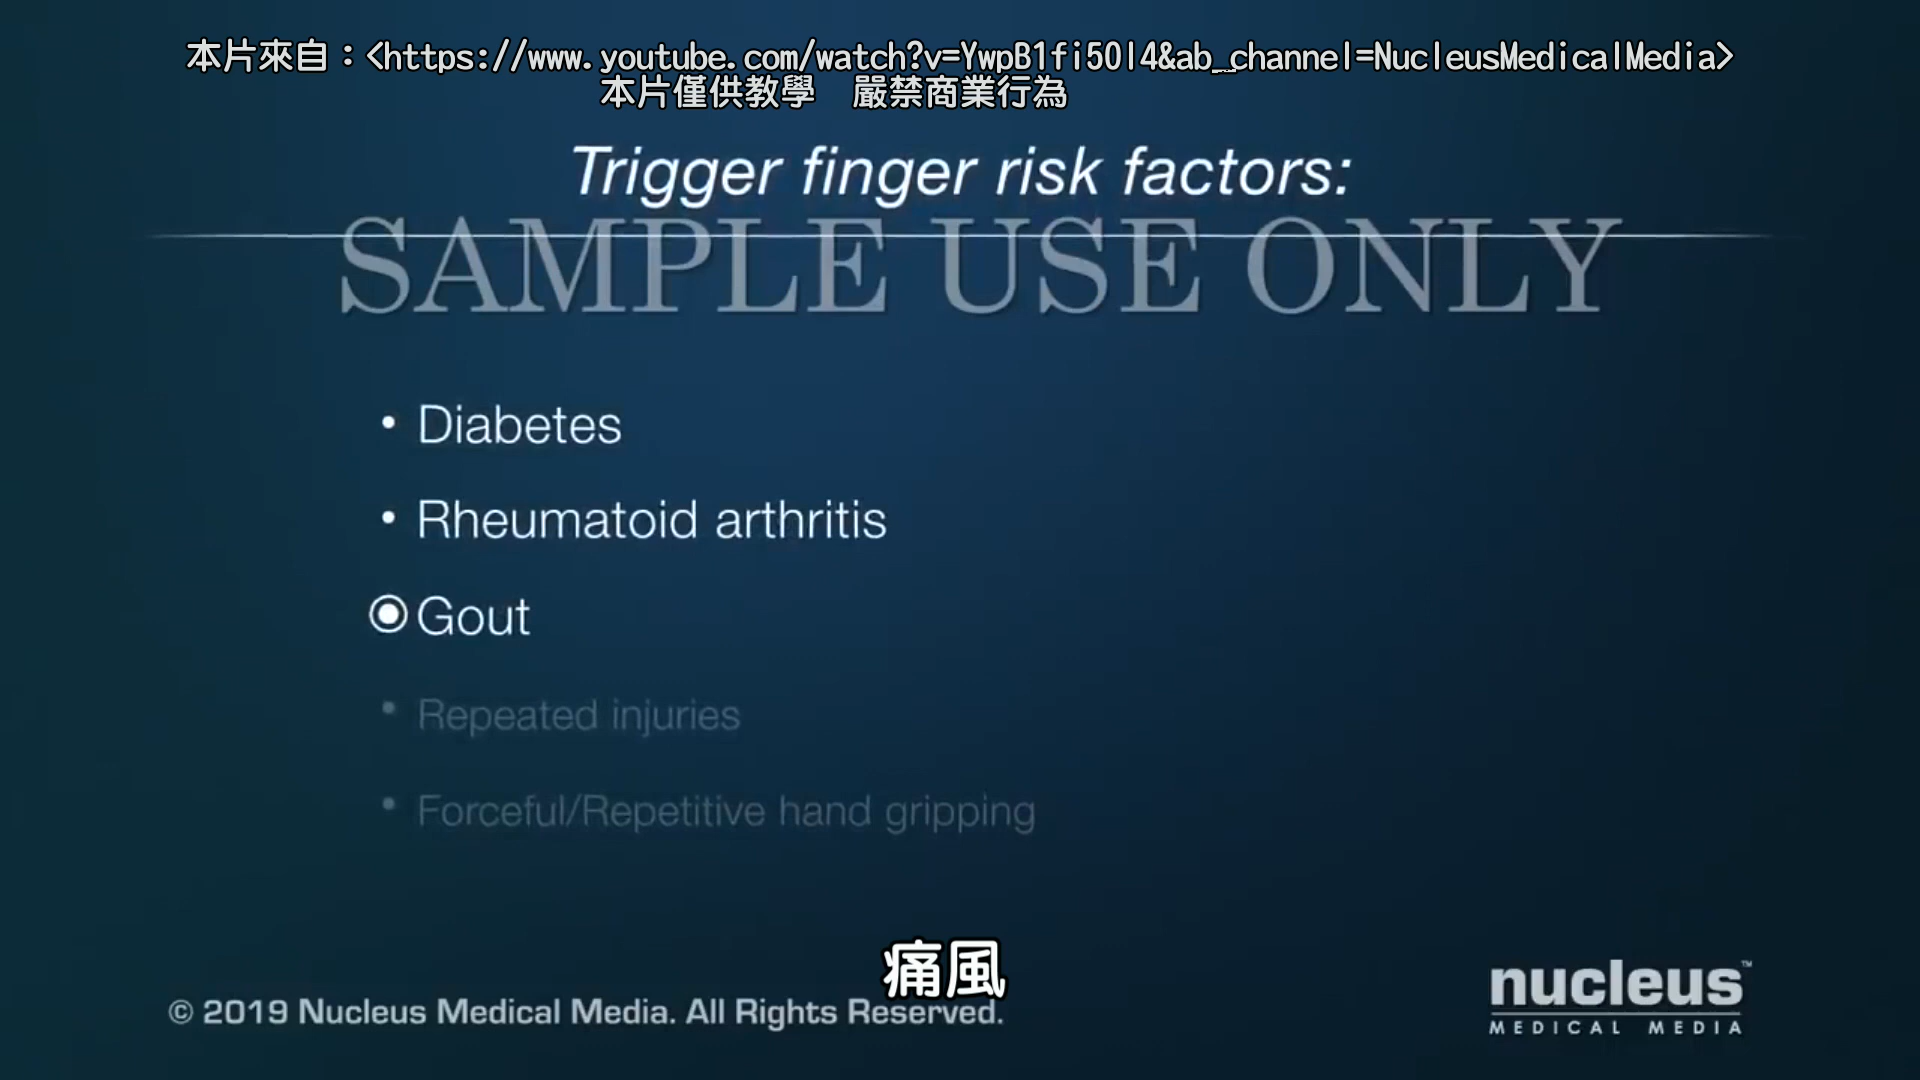 本片來自：<https://www.youtube.com/watch?v=YwpB1fi50l4&ab_channel=NucleusMedicalMedia>
本片僅供教學　嚴禁商業行為
Trigger finger risk factors:
SAMPLE USE ONLY
• Diabetes
• Rheumatoid arthritis
Gout
• Repeated injuries
• Forceful/Repetitive hand gripping
痛風
© 2019 Nucleus Medical Media. All Rights Reserved.
nucleus™
MEDICAL MEDIA